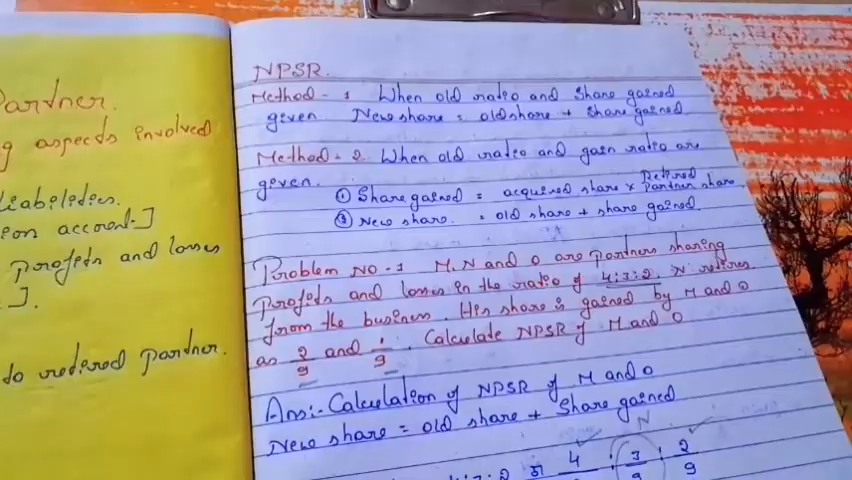 Partner.
g aspects involved
Liabilities.
ion account.]
Profits and losses
].
to retired partner.
NPSR.
Method - 1 When old ratio and Share gained
given New share = old share + Share gained.
Method - 2. When old ratio and gain ratio are
given.
① Share gained = acquired share × Retired Partner share.
② New share. = old share + share gained.
Problem NO - 1 M, N and O are partners sharing
Profits and losses in the ratio of 4:3:2. N retires
from the business. His share is gained by M and O
as 2/9 and 1/9. Calculate NPSR of M and O
Ans:- Calculation of NPSR of M and O
New share = old share + Share gained
N
: 2 4 : 3/9 : 2/9